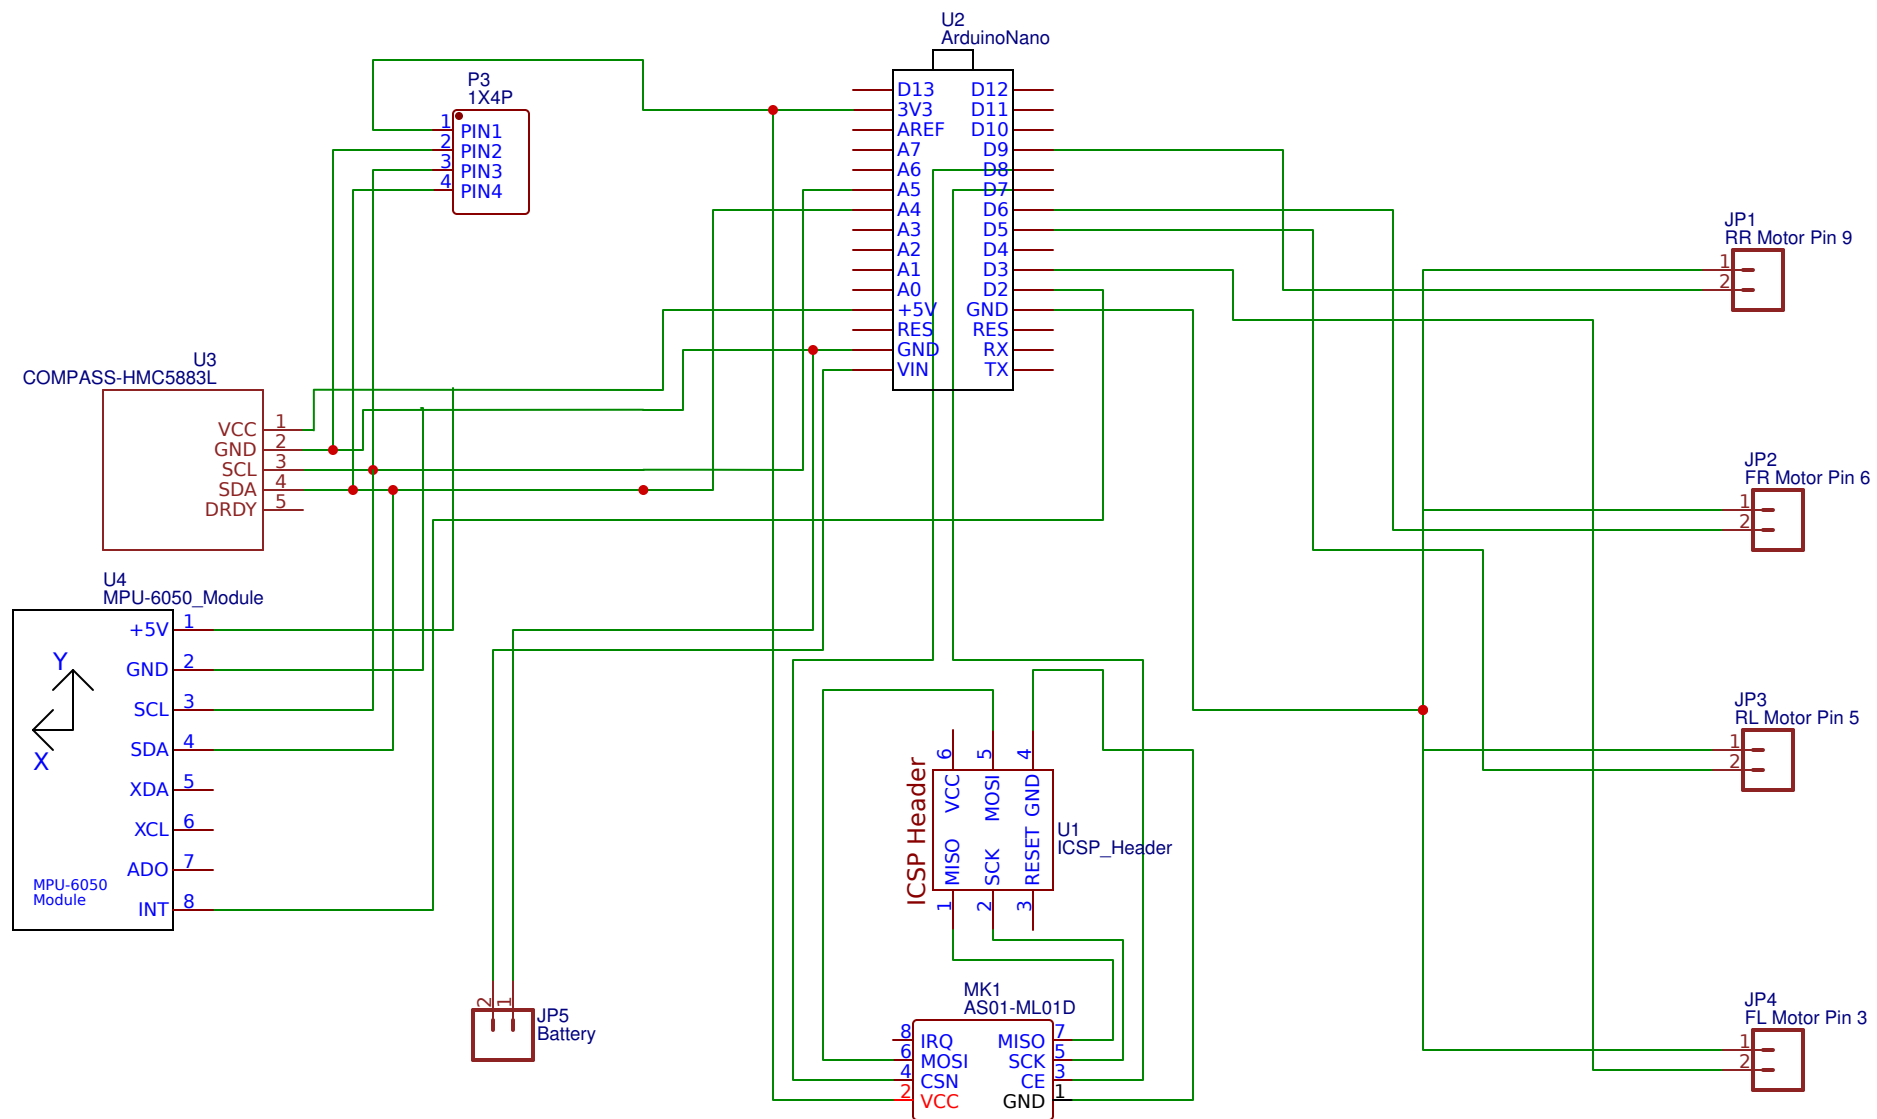 U2
ArduinoNano
D13 D12
3V3 D11
AREF D10
A7 D9
A6 D8
A5 D7
A4 D6
A3 D5
A2 D4
A1 D3
A0 D2
+5V GND
RES RES
GND RX
VIN TX
P3
1X4P
1 PIN1
2 PIN2
3 PIN3
4 PIN4
JP1
RR Motor Pin 9
1
2
U3
COMPASS-HMC5883L
VCC 1
GND 2
SCL 3
SDA 4
DRDY 5
JP2
FR Motor Pin 6
1
2
U4
MPU-6050_Module
+5V 1
GND 2
SCL 3
SDA 4
XDA 5
XCL 6
ADO 7
INT 8
Y
X
MPU-6050
Module
JP3
RL Motor Pin 5
1
2
ICSP Header
6 5 4
VCC MOSI GND
MISO SCK RESET
1 2 3
U1
ICSP_Header
JP4
FL Motor Pin 3
1
2
2 1
JP5
Battery
MK1
AS01-ML01D
8 IRQ MISO 7
6 MOSI SCK 5
4 CSN CE 3
2 VCC GND 1